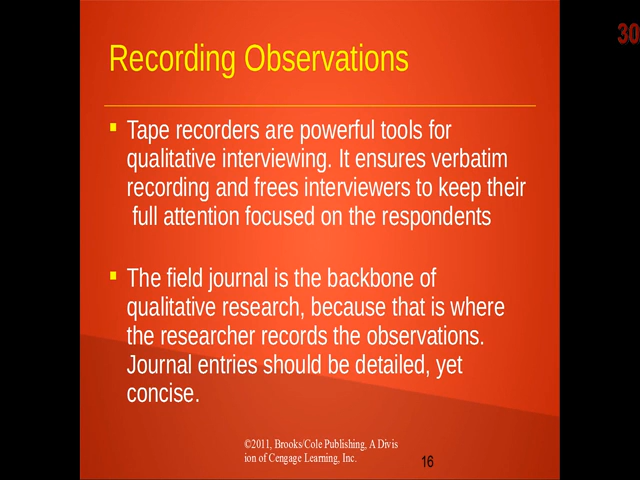 Recording Observations
30
Tape recorders are powerful tools for
qualitative interviewing. It ensures verbatim
recording and frees interviewers to keep their
full attention focused on the respondents
The field journal is the backbone of
qualitative research, because that is where
the researcher records the observations.
Journal entries should be detailed, yet
concise.
©2011, Brooks/Cole Publishing, A Divis
ion of Cengage Learning, Inc.
16